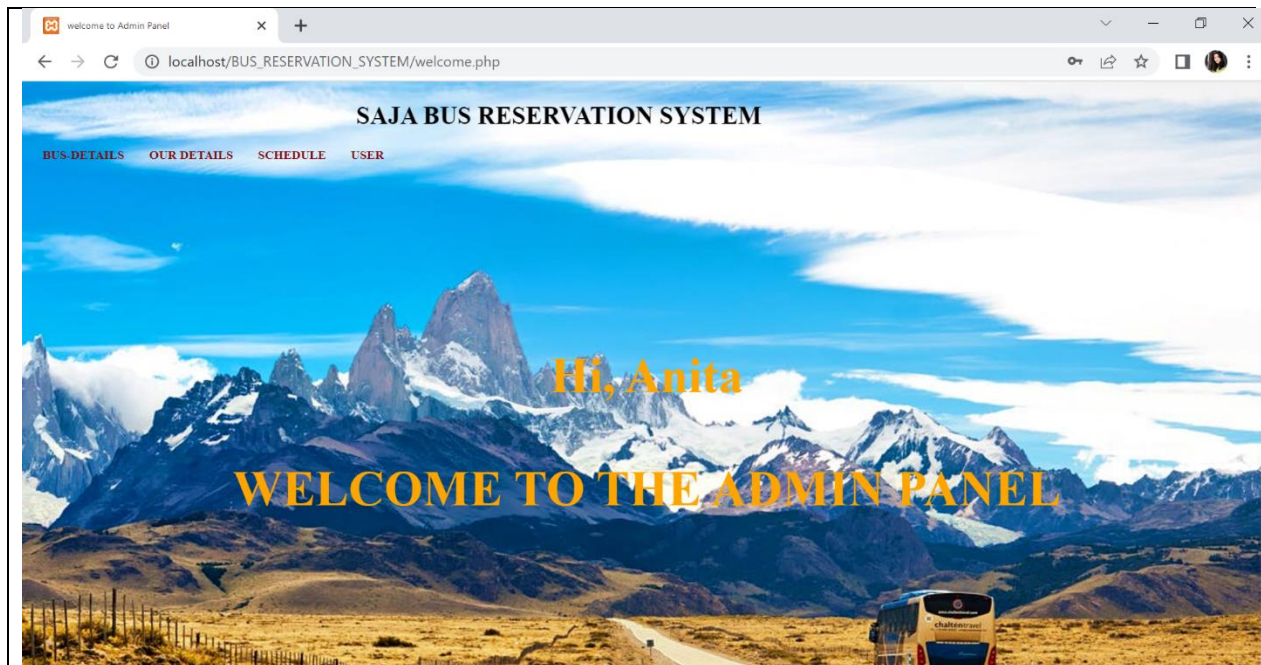 welcome to Admin Panel
localhost/BUS_RESERVATION_SYSTEM/welcome.php
SAJA BUS RESERVATION SYSTEM
BUS-DETAILS OUR DETAILS SCHEDULE USER
Hi, Anita
WELCOME TO THE ADMIN PANEL
chaltentravel